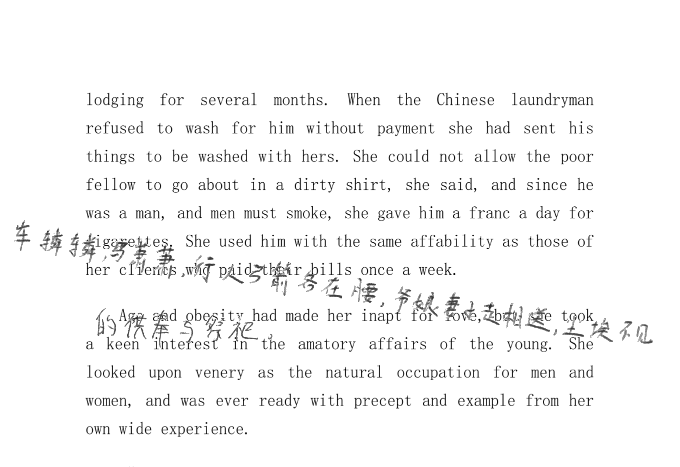 lodging for several months. When the Chinese laundryman
refused to wash for him without payment she had sent his
things to be washed with hers. She could not allow the poor
fellow to go about in a dirty shirt, she said, and since he
was a man, and men must smoke, she gave him a franc a day for
cigarettes. She used him with the same affability as those of
her clients who paid their bills once a week.
车辚辚,马萧萧,行人弓箭各在腰,爷娘妻子走相送,尘埃不见
Age and obesity had made her inapt for love, but she took
的供奉与祭祀。
a keen interest in the amatory affairs of the young. She
looked upon venery as the natural occupation for men and
women, and was ever ready with precept and example from her
own wide experience.